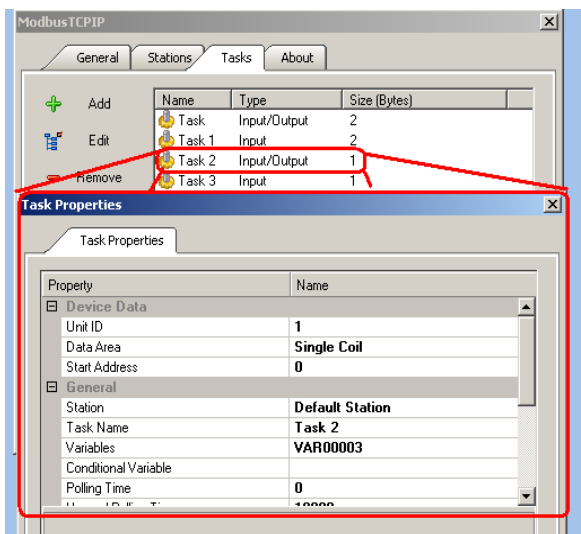 ModbusTCPIP
General Stations Tasks About
Add
Edit
Remove
Name Type Size (Bytes)
Task Input/Output 2
Task 1 Input 2
Task 2 Input/Output 1
Task 3 Input 1
Task Properties
Task Properties
Property Name
Device Data
Unit ID 1
Data Area Single Coil
Start Address 0
General
Station Default Station
Task Name Task 2
Variables VAR00003
Conditional Variable
Polling Time 0